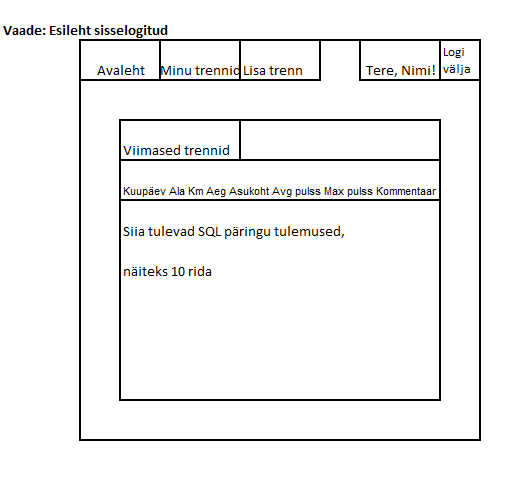 Vaade: Esileht sisselogitud
Avaleht Minu trennid Lisa trenn Tere, Nimi! Logi välja
Viimased trennid
Kuupäev Ala Km Aeg Asukoht Avg pulss Max pulss Kommentaar
Siia tulevad SQL päringu tulemused,
näiteks 10 rida